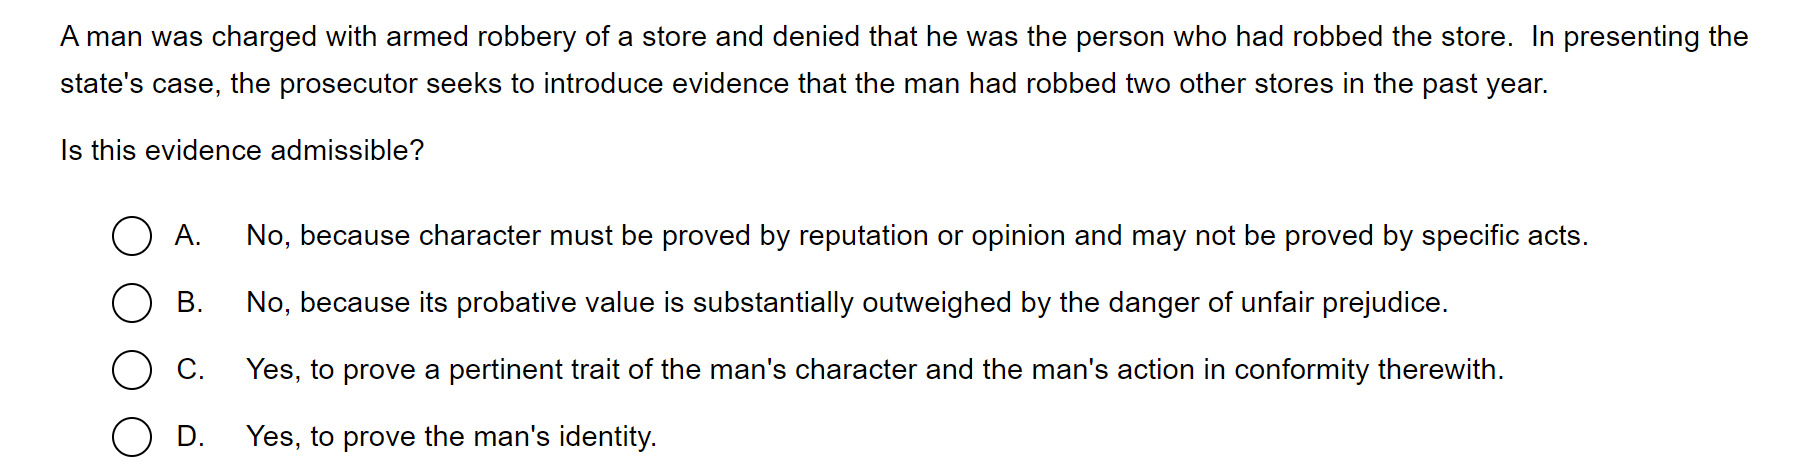 A man was charged with armed robbery of a store and denied that he was the person who had robbed the store.  In presenting the
state's case, the prosecutor seeks to introduce evidence that the man had robbed two other stores in the past year.
Is this evidence admissible?
A. No, because character must be proved by reputation or opinion and may not be proved by specific acts.
B. No, because its probative value is substantially outweighed by the danger of unfair prejudice.
C. Yes, to prove a pertinent trait of the man's character and the man's action in conformity therewith.
D. Yes, to prove the man's identity.